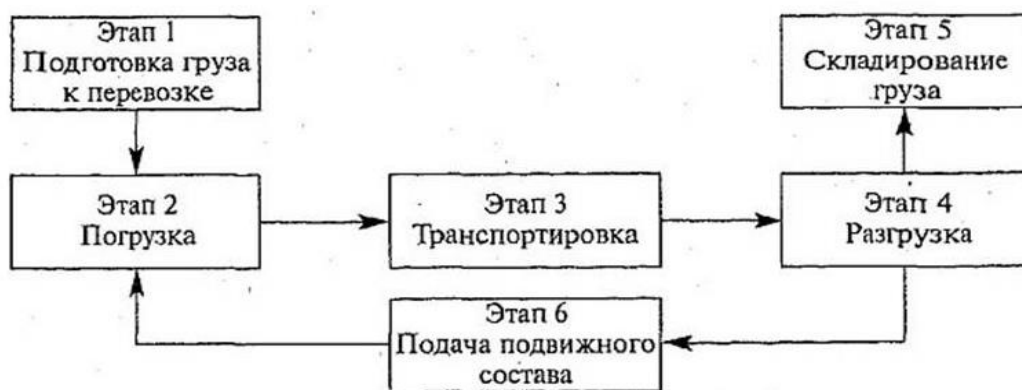 Этап 1
Подготовка груза
к перевозке
Этап 5
Складирование
груза
Этап 2
Погрузка
Этап 3
Транспортировка
Этап 4
Разгрузка
Этап 6
Подача подвижного
состава